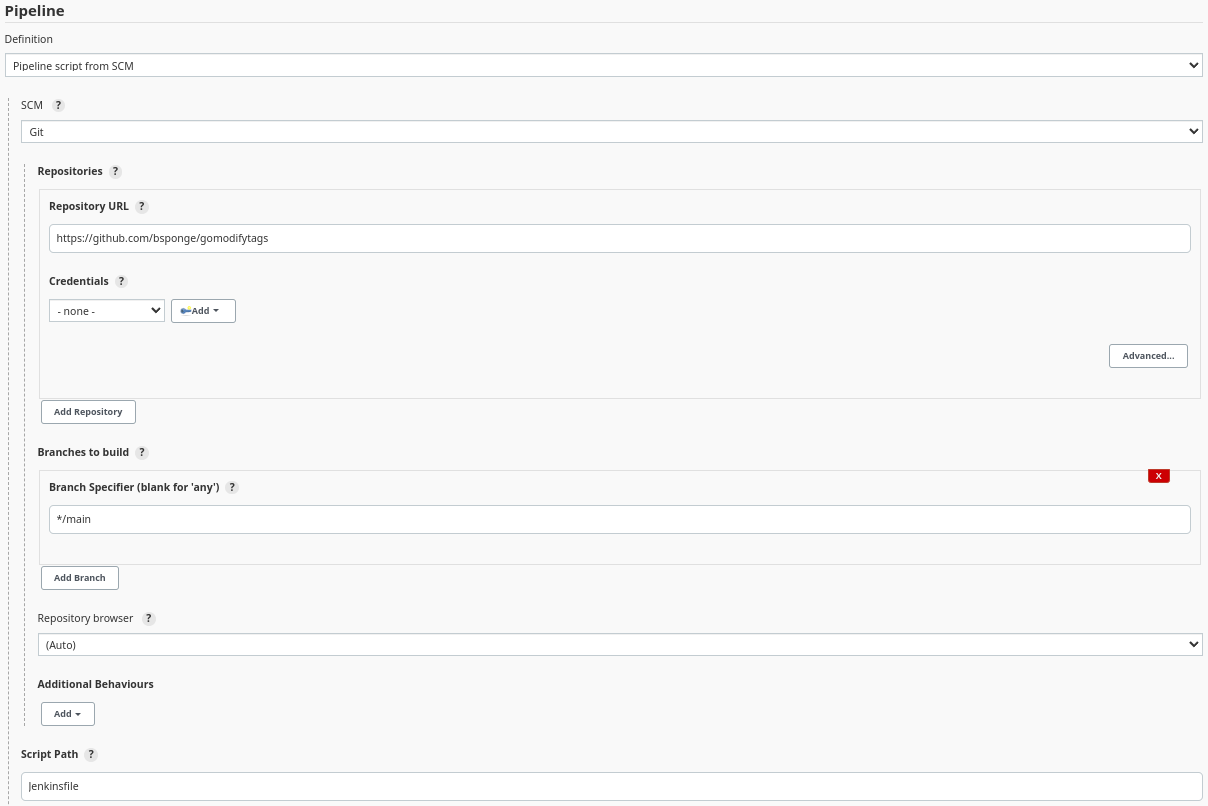 Pipeline
Definition
Pipeline script from SCM
SCM ?
Git
Repositories ?
Repository URL ?
https://github.com/bsponge/gomodifytags
Credentials ?
- none - Add
Advanced...
Add Repository
Branches to build ?
X
Branch Specifier (blank for 'any') ?
*/main
Add Branch
Repository browser ?
(Auto)
Additional Behaviours
Add
Script Path ?
Jenkinsfile